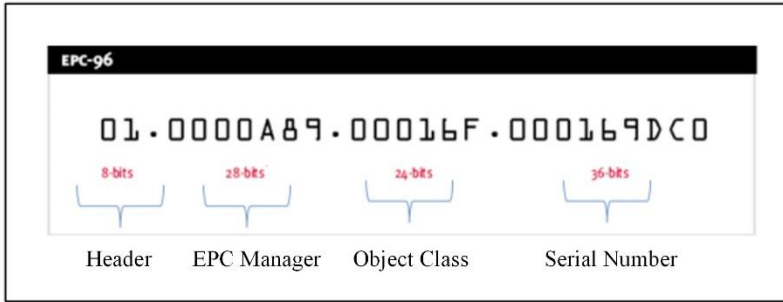 EPC-96
01.0000A89.00016F.000169DC0
8-bits 28-bits 24-bits 36-bits
Header EPC Manager Object Class Serial Number